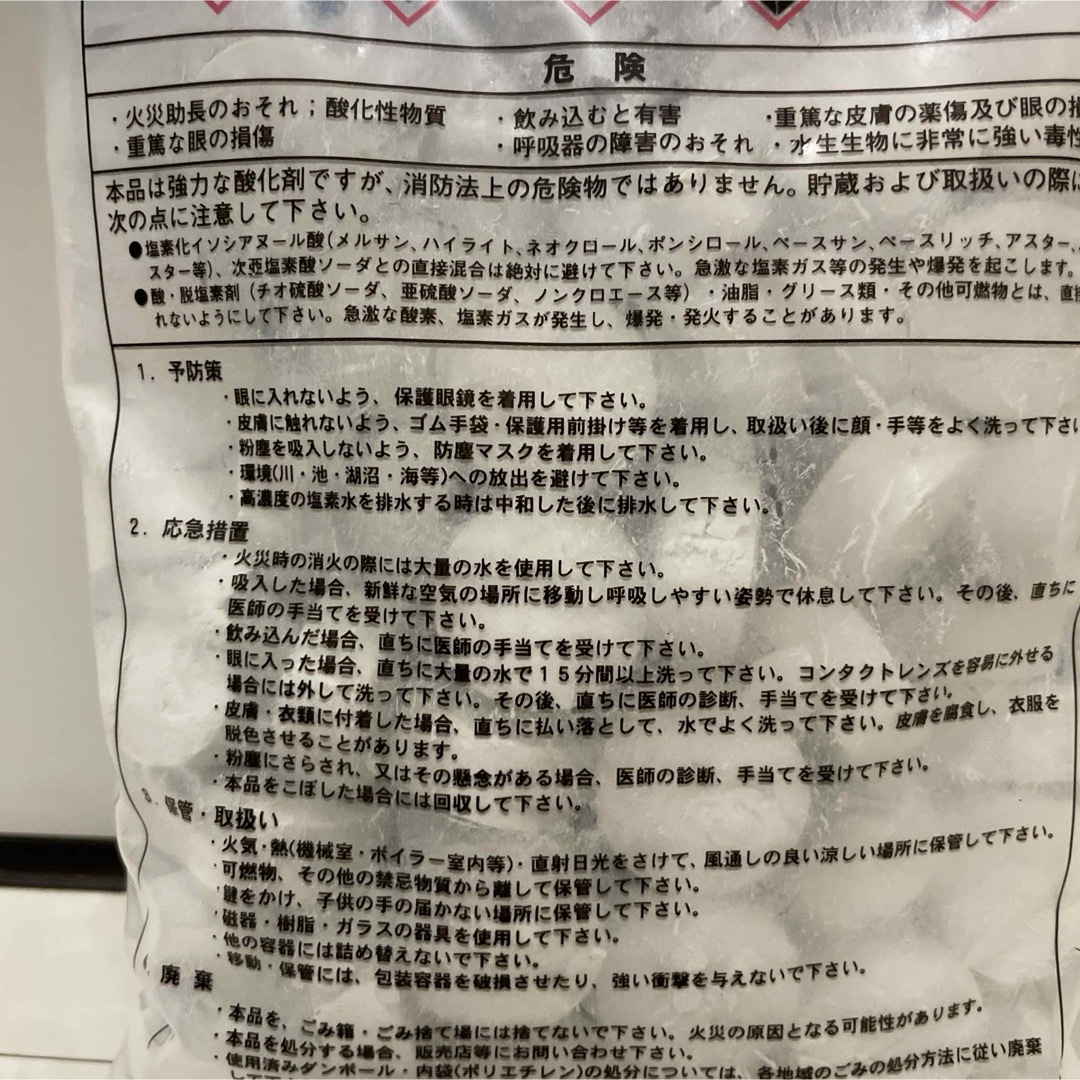 危 険
・火災助長のおそれ；酸化性物質 ・飲み込むと有害 ・重篤な皮膚の薬傷及び眼の損
・重篤な眼の損傷 ・呼吸器の障害のおそれ ・水生生物に非常に強い毒性
本品は強力な酸化剤ですが、消防法上の危険物ではありません。貯蔵および取扱いの際に
次の点に注意して下さい。
●塩素化イソシアヌール酸(メルサン、ハイライト、ネオクロール、ポンシロール、ペースサン、ペースリッチ、アスター、
スター等)、次亜塩素酸ソーダとの直接混合は絶対に避けて下さい。急激な塩素ガス等の発生や爆発を起こします。
●酸・脱塩素剤(チオ硫酸ソーダ、亜硫酸ソーダ、ノンクロエース等)・油脂・グリース類・その他可燃物とは、直接
れないようにして下さい。急激な酸素、塩素ガスが発生し、爆発・発火することがあります。
1．予防策
・眼に入れないよう、保護眼鏡を着用して下さい。
・皮膚に触れないよう、ゴム手袋・保護用前掛け等を着用し、取扱い後に顔・手等をよく洗って下さい
・粉塵を吸入しないよう、防塵マスクを着用して下さい。
・環境(川・池・湖沼・海等)への放出を避けて下さい。
・高濃度の塩素水を排水する時は中和した後に排水して下さい。
2．応急措置
・火災時の消火の際には大量の水を使用して下さい。
・吸入した場合、新鮮な空気の場所に移動し呼吸しやすい姿勢で休息して下さい。その後、直ちに
医師の手当てを受けて下さい。
・飲み込んだ場合、直ちに医師の手当てを受けて下さい。
・眼に入った場合、直ちに大量の水で１５分間以上洗って下さい。コンタクトレンズを容易に外せる
場合には外して洗って下さい。その後、直ちに医師の診断、手当てを受けて下さい。
・皮膚・衣類に付着した場合、直ちに払い落として、水でよく洗って下さい。皮膚を腐食し、衣服を
脱色させることがあります。
・粉塵にさらされ、又はその懸念がある場合、医師の診断、手当てを受けて下さい。
・本品をこぼした場合には回収して下さい。
3．保管・取扱い
・火気・熱(機械室・ボイラー室内等)・直射日光をさけて、風通しの良い涼しい場所に保管して下さい。
・可燃物、その他の禁忌物質から離して保管して下さい。
・鍵をかけ、子供の手の届かない場所に保管して下さい。
・磁器・樹脂・ガラスの器具を使用して下さい。
・他の容器には詰め替えないで下さい。
・移動・保管には、包装容器を破損させたり、強い衝撃を与えないで下さい。
廃 棄
・本品を、ごみ箱・ごみ捨て場には捨てないで下さい。火災の原因となる可能性があります。
・本品を処分する場合、販売店等にお問い合わせ下さい。
・使用済みダンボール・内袋(ポリエチレン)の処分については、各地域のごみの処分方法に従い廃棄